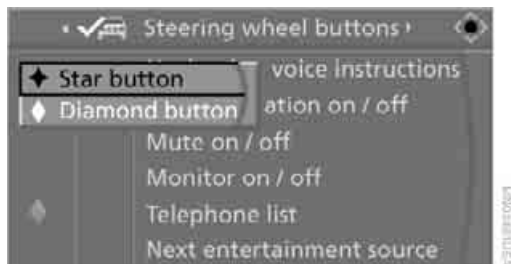 Steering wheel buttons
Star button
voice instructions
Diamond button
ation on / off
Mute on / off
Monitor on / off
Telephone list
Next entertainment source